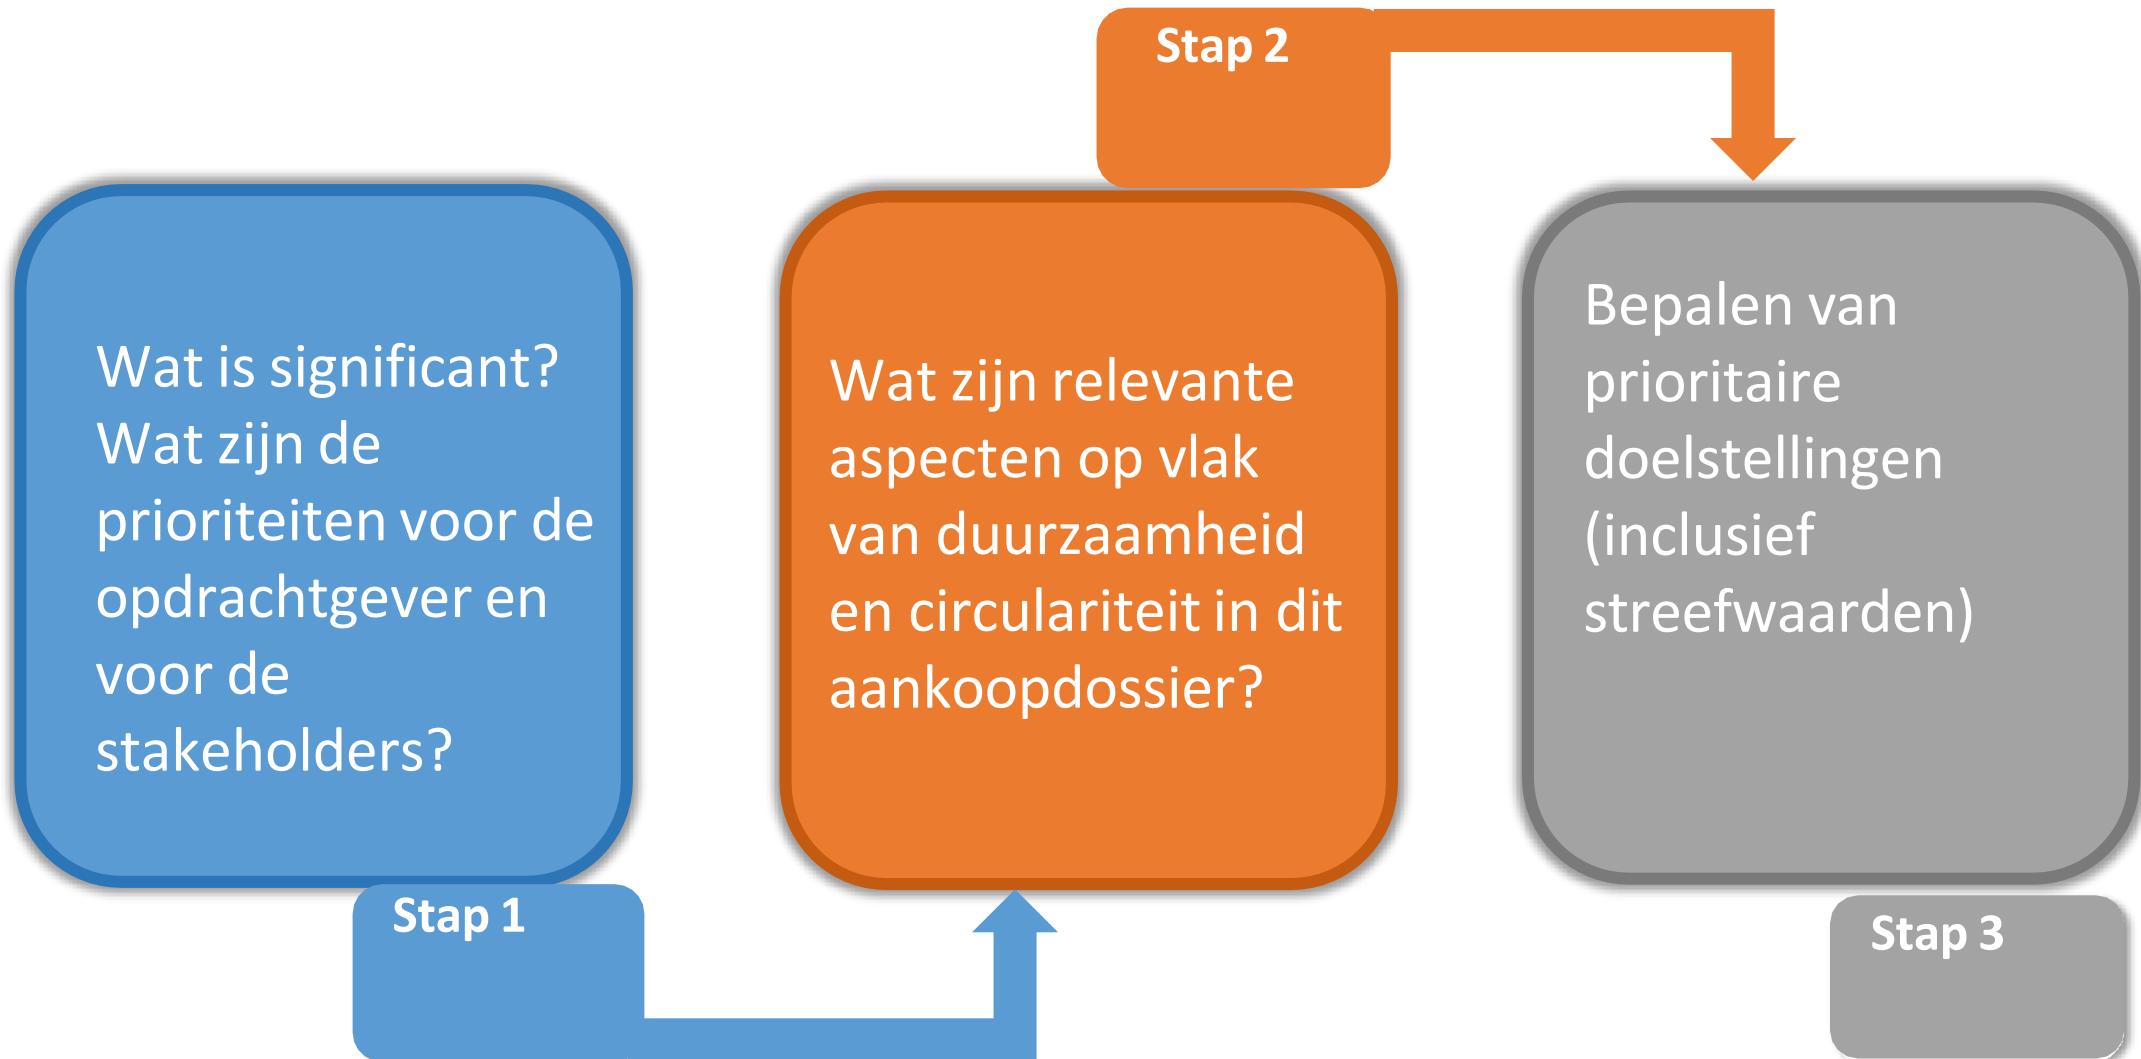 Stap 2
Wat is significant?
Wat zijn de
prioriteiten voor de
opdrachtgever en
voor de
stakeholders?
Stap 1
Wat zijn relevante
aspecten op vlak
van duurzaamheid
en circulariteit in dit
aankoopdossier?
Bepalen van
prioritaire
doelstellingen
(inclusief
streefwaarden)
Stap 3